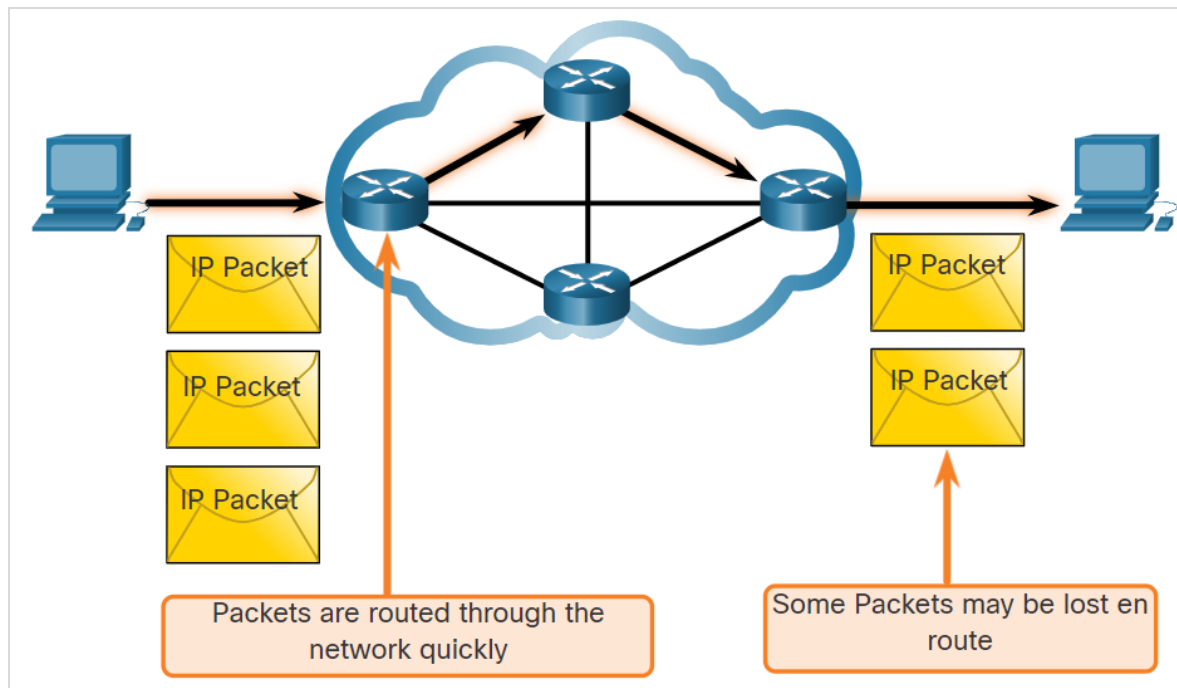 IP Packet
IP Packet
IP Packet
IP Packet
IP Packet
Packets are routed through the
network quickly
Some Packets may be lost en
route